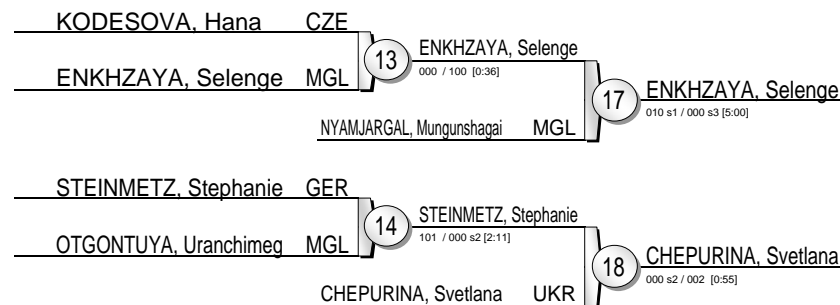 KODESOVA, Hana CZE
13
ENKHZAYA, Selenge
000 / 100 [0:36]
ENKHZAYA, Selenge MGL
17
ENKHZAYA, Selenge
010 s1 / 000 s3 [5:00]
NYAMJARGAL, Mungunshagai MGL
STEINMETZ, Stephanie GER
14
STEINMETZ, Stephanie
101 / 000 s2 [2:11]
OTGONTUYA, Uranchimeg MGL
18
CHEPURINA, Svetlana
000 s2 / 002 [0:55]
CHEPURINA, Svetlana UKR